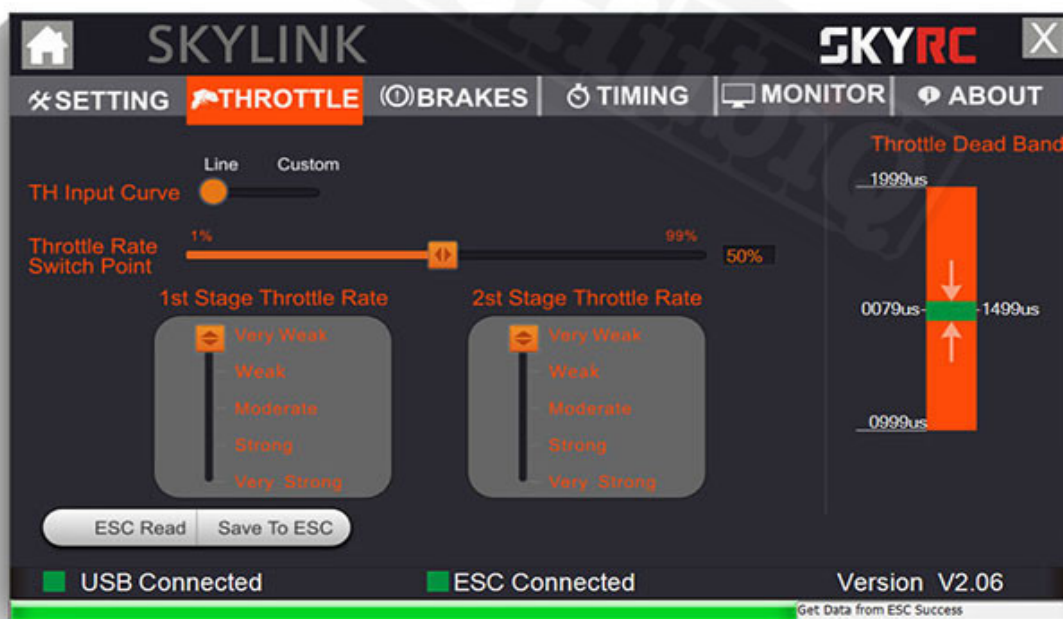 SKYLINK
SKYRC
X
SETTING THROTTLE BRAKES TIMING MONITOR ABOUT
Line Custom
TH Input Curve
Throttle Rate
Switch Point
1% 99%
50%
1st Stage Throttle Rate
Very Weak
Weak
Moderate
Strong
Very Strong
2st Stage Throttle Rate
Very Weak
Weak
Moderate
Strong
Very Strong
Throttle Dead Band
1999us
0079us 1499us
0999us
ESC Read Save To ESC
USB Connected ESC Connected Version V2.06
Get Data from ESC Success